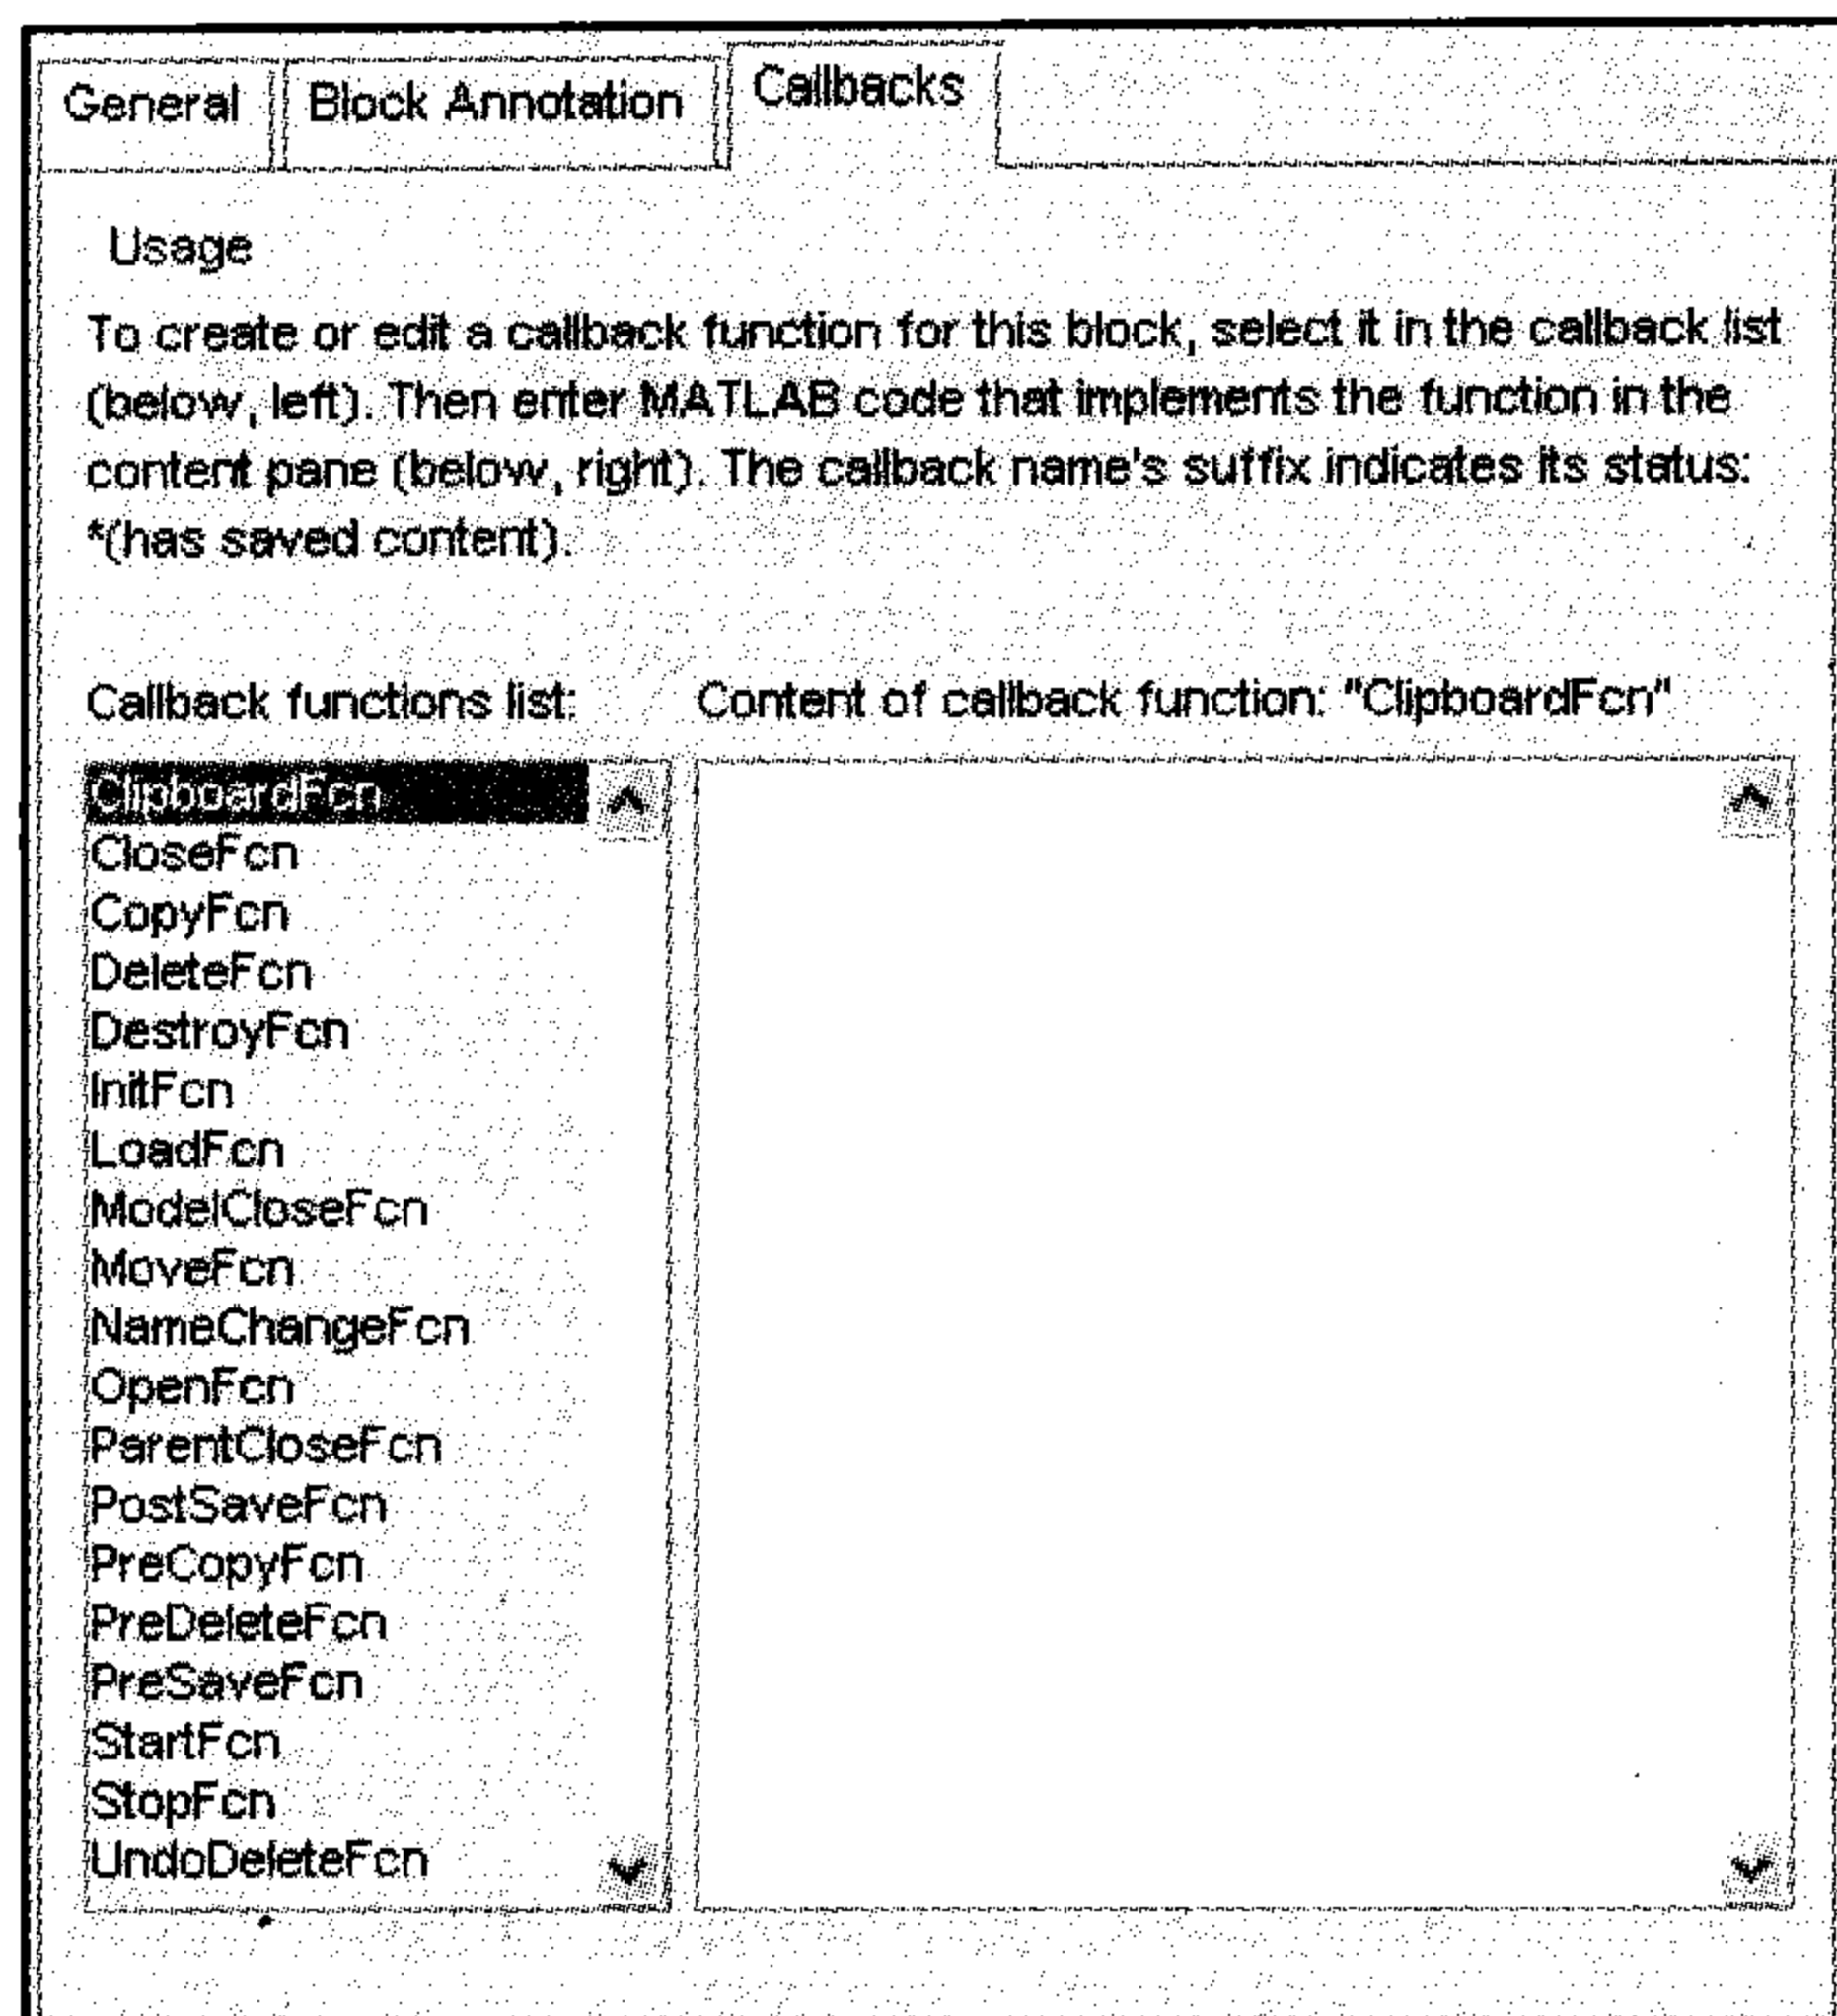 General Block Annotation Callbacks
Usage
To create or edit a callback function for this block, select it in the callback list
(below, left). Then enter MATLAB code that implements the function in the
content pane (below, right). The callback name's suffix indicates its status:
*(has saved content).
Callback functions list: Content of callback function: "ClipboardFcn"
ClipboardFcn
CloseFcn
CopyFcn
DeleteFcn
DestroyFcn
InitFcn
LoadFcn
ModelCloseFcn
MoveFcn
NameChangeFcn
OpenFcn
ParentCloseFcn
PostSaveFcn
PreCopyFcn
PreDeleteFcn
PreSaveFcn
StartFcn
StopFcn
UndoDeleteFcn